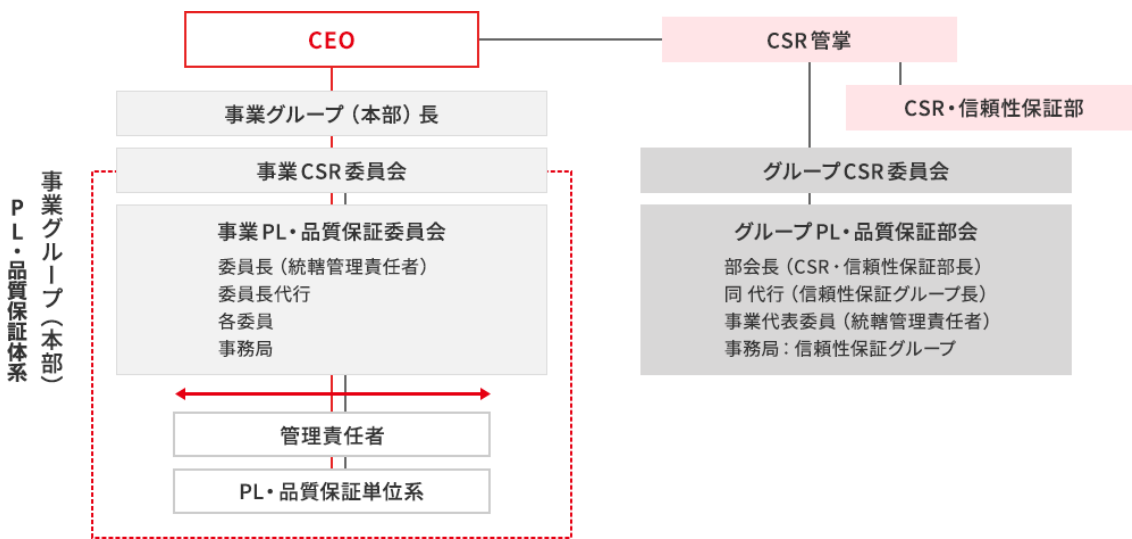 CEO
CSR管掌
CSR・信頼性保証部
事業グループ（本部）長
事業CSR委員会
グループCSR委員会
事業グループ（本部）
PL・品質保証体系
事業PL・品質保証委員会
委員長（統轄管理責任者）
委員長代行
各委員
事務局
グループPL・品質保証部会
部会長（CSR・信頼性保証部長）
同 代行（信頼性保証グループ長）
事業代表委員（統轄管理責任者）
事務局：信頼性保証グループ
管理責任者
PL・品質保証単位系